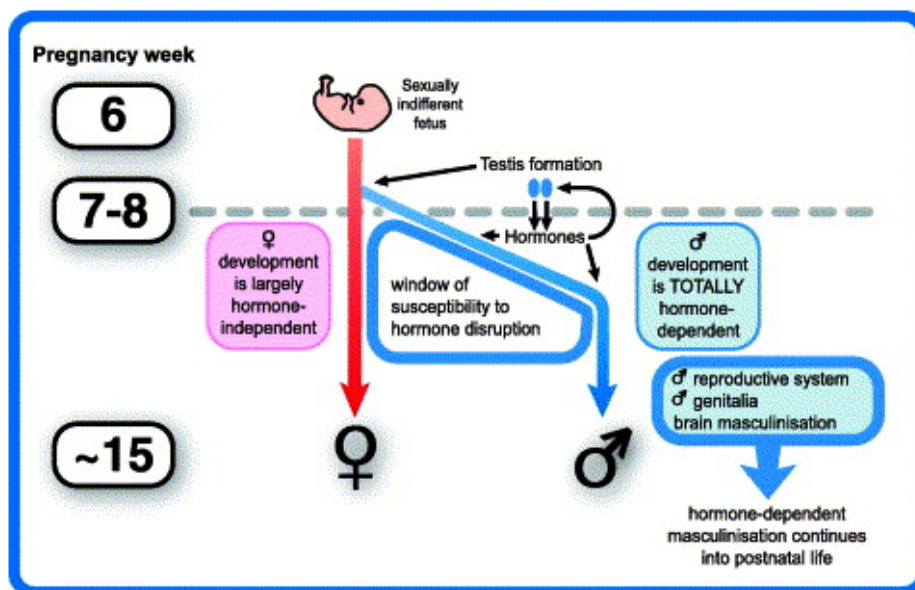 Pregnancy week
6
Sexually
indifferent
fetus
Testis formation
7-8
Hormones
♀
development
is largely
hormone-
independent
window of
susceptibility to
hormone disruption
♂
development
is TOTALLY
hormone-
dependent
♂ reproductive system
♂ genitalia
brain masculinisation
~15
♀
♂
hormone-dependent
masculinisation continues
into postnatal life